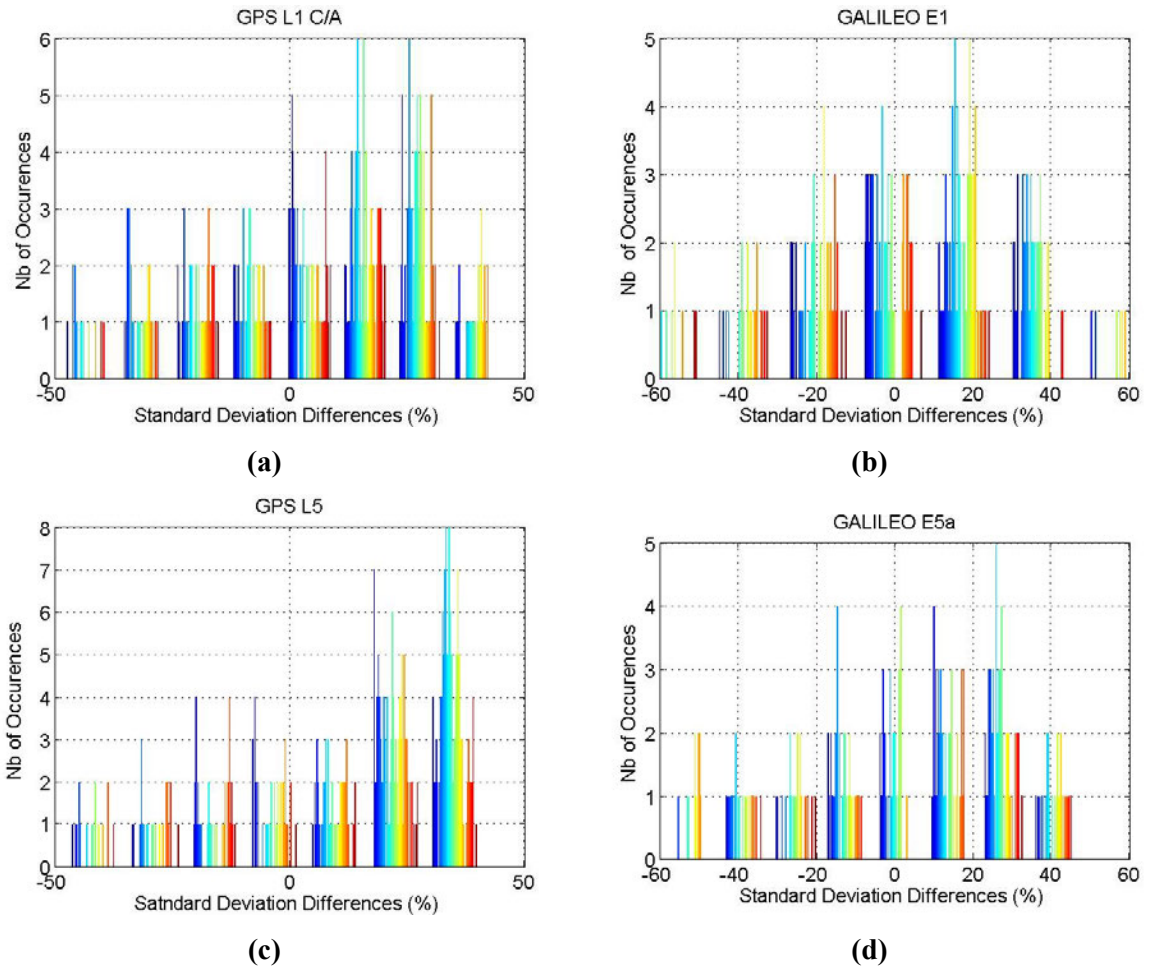 GPS L1 C/A
6
5
4
3
2
1
0
Nb of Occurences
-50 0 50
Standard Deviation Differences (%)
(a)
GALILEO E1
5
4
3
2
1
0
Nb of Occurences
-60 -40 -20 0 20 40 60
Standard Deviation Differences (%)
(b)
GPS L5
8
7
6
5
4
3
2
1
0
Nb of Occurences
-50 0 50
Satndard Deviation Differences (%)
(c)
GALILEO E5a
5
4
3
2
1
0
Nb of Occurences
-60 -40 -20 0 20 40 60
Standard Deviation Differences (%)
(d)